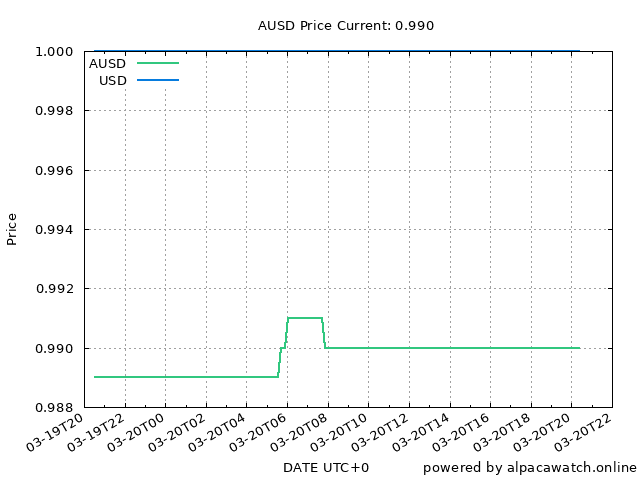 AUSD Price Current: 0.990
1.000
AUSD
USD
0.998
0.996
0.994
Price
0.992
0.990
0.988
03-19T20
03-19T22
03-20T00
03-20T02
03-20T04
03-20T06
03-20T08
03-20T10
03-20T12
03-20T14
03-20T16
03-20T18
03-20T20
03-20T22
DATE UTC+0
powered by alpacawatch.online